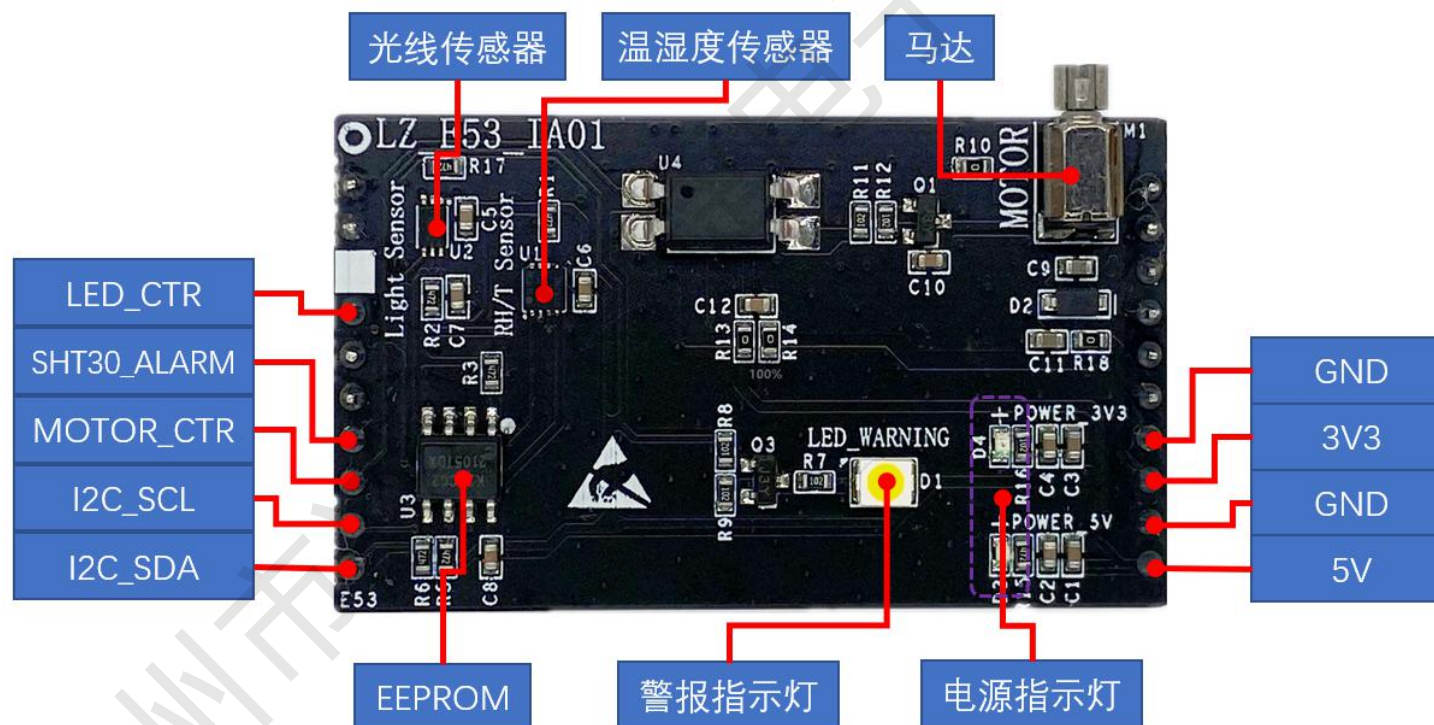 光线传感器
温湿度传感器
马达
LZ_E53_IA01
M1
R10
MOTOR
R17
U4
R11
R12
Q1
C5
U2
Light Sensor
R1
RH/T Sensor
U1
C6
C10
C9
D2
R2
C7
C12
R13
R14
100%
C11 R18
R3
LED_CTR
SHT30_ALARM
MOTOR_CTR
I2C_SCL
I2C_SDA
GND
3V3
GND
5V
POWER_3V3
D4
R16
C4
C3
R8
Q3
R7
LED_WARNING
D1
R9
U3
POWER_5V
R15
C2
C1
R6
C8
E53
EEPROM
警报指示灯
电源指示灯